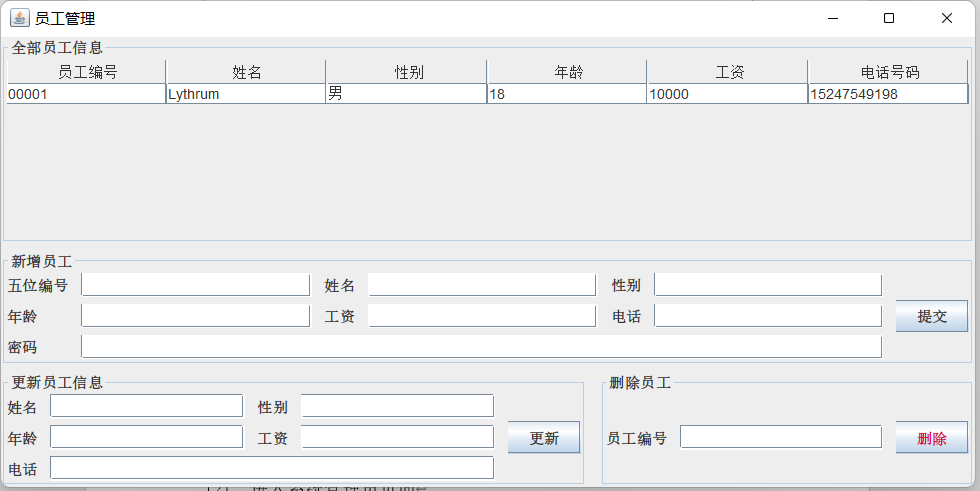 员工管理
全部员工信息
员工编号 姓名 性别 年龄 工资 电话号码
00001 Lythrum 男 18 10000 15247549198
新增员工
五位编号 姓名 性别
年龄 工资 电话 提交
密码
更新员工信息
姓名 性别
年龄 工资 更新
电话
删除员工
员工编号 删除